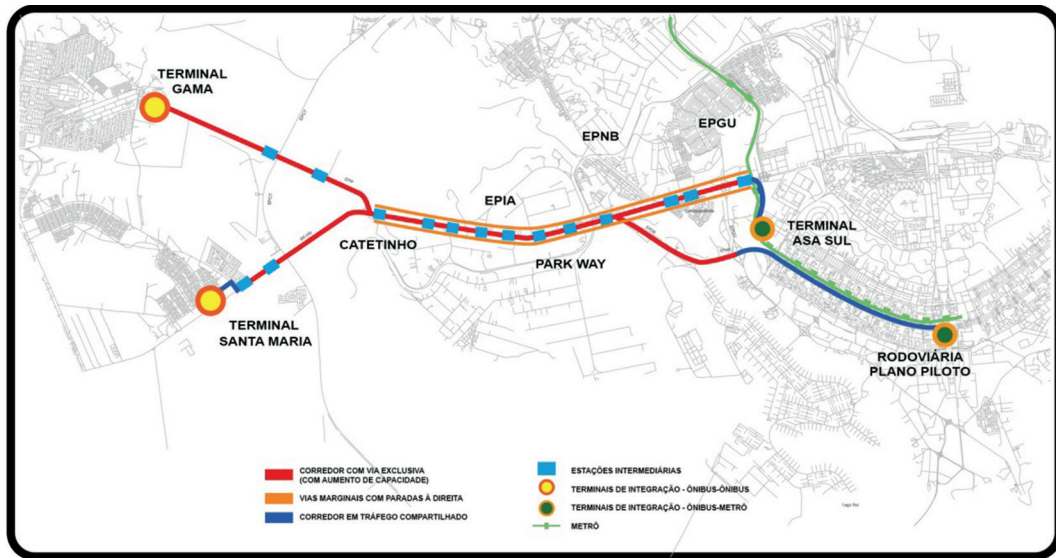 TERMINAL
GAMA
EPNB
EPGU
EPIA
CATETINHO
PARK WAY
TERMINAL
ASA SUL
TERMINAL
SANTA MARIA
RODOVIÁRIA
PLANO PILOTO
CORREDOR COM VIA EXCLUSIVA
(COM AUMENTO DE CAPACIDADE)
VIAS MARGINAIS COM PARADAS À DIREITA
CORREDOR EM TRÁFEGO COMPARTILHADO
ESTAÇÕES INTERMEDIÁRIAS
TERMINAIS DE INTEGRAÇÃO - ÔNIBUS-ÔNIBUS
TERMINAIS DE INTEGRAÇÃO - ÔNIBUS-METRÔ
METRÔ
Lago Sul